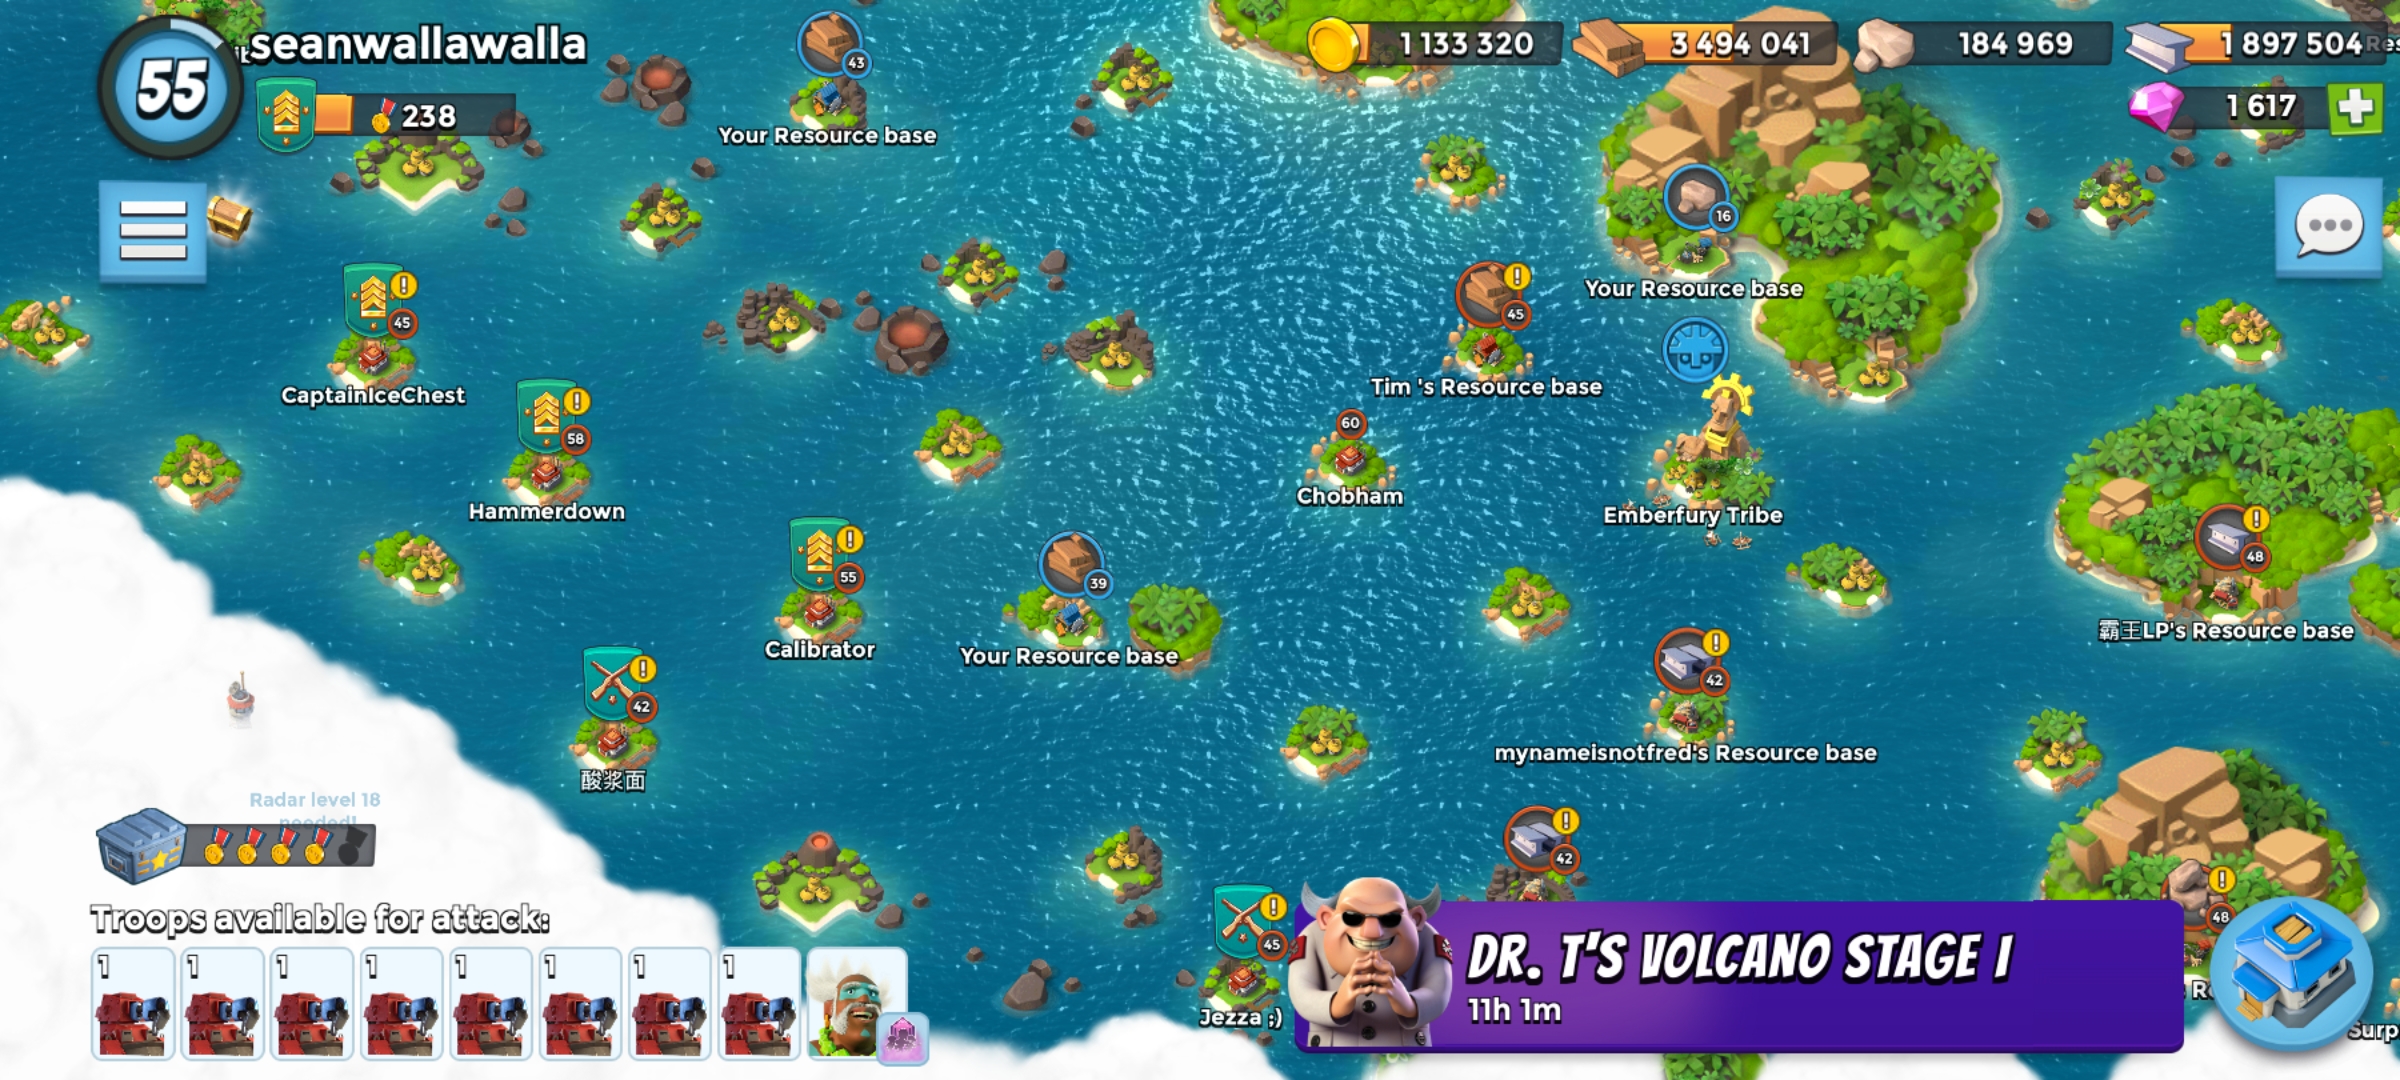 55
seanwallawalla
238
1 133 320
3 494 041
184 969
1 897 504
Res
1 617
43
Your Resource base
16
Your Resource base
45
CaptainIceChest
45
Tim 's Resource base
58
Hammerdown
60
Chobham
Emberfury Tribe
48
霸王LP's Resource base
55
Calibrator
39
Your Resource base
42
酸浆面
42
mynameisnotfred's Resource base
Radar level 18
needed!
42
48
Troops available for attack:
1 1 1 1 1 1 1 1
45
Jezza ;)
DR. T'S VOLCANO STAGE I
11h 1m
Surp